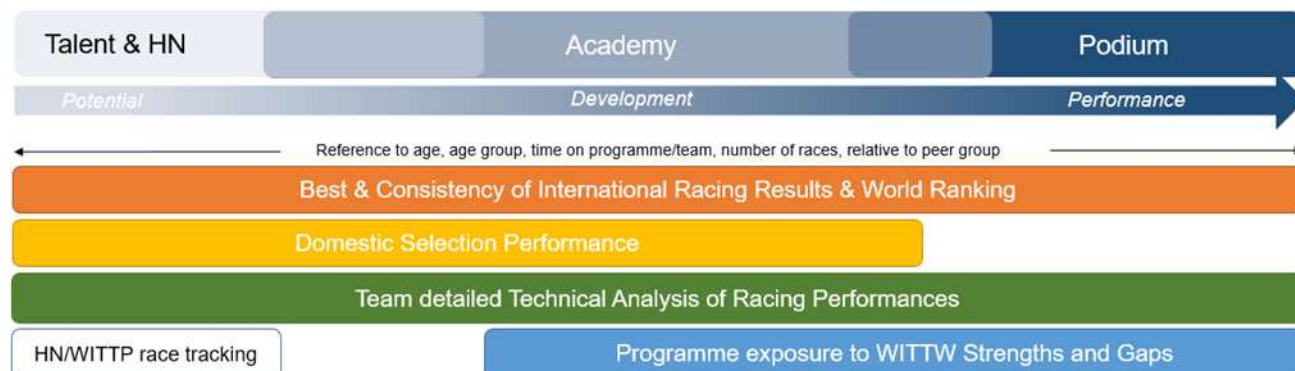 Talent & HN
Academy
Podium
Potential
Development
Performance
Reference to age, age group, time on programme/team, number of races, relative to peer group
Best & Consistency of International Racing Results & World Ranking
Domestic Selection Performance
Team detailed Technical Analysis of Racing Performances
HN/WITTP race tracking
Programme exposure to WITTW Strengths and Gaps